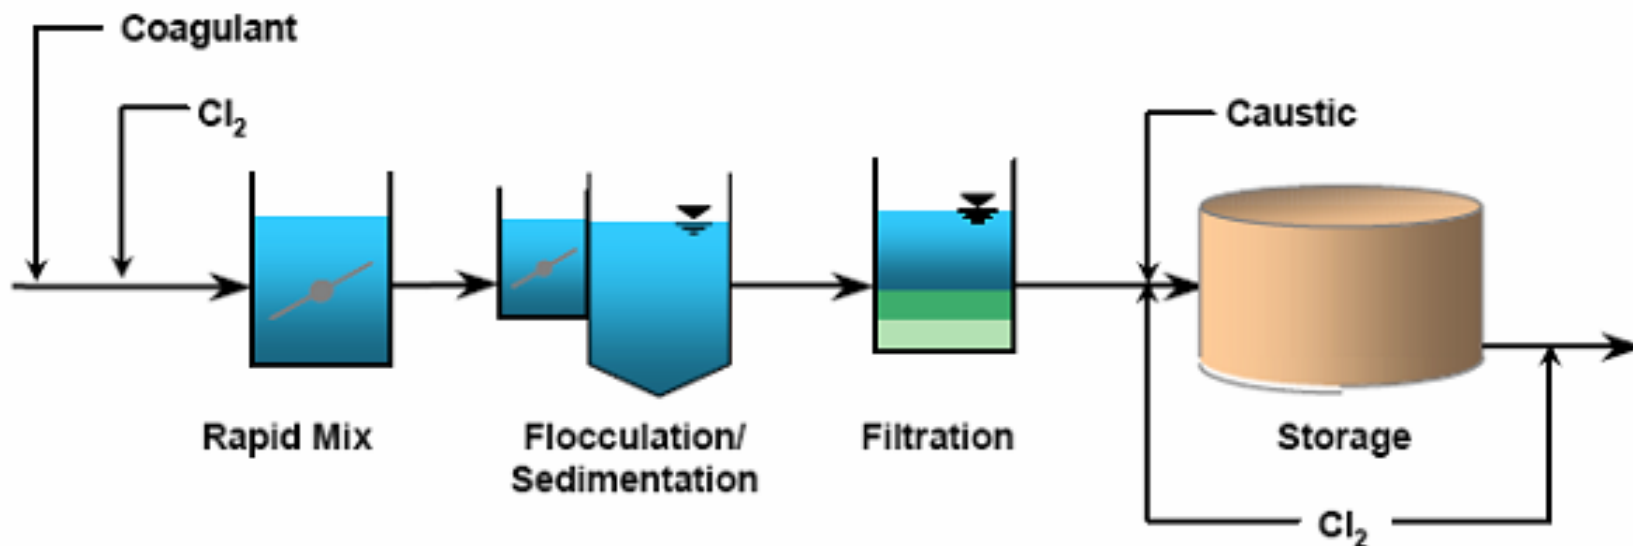 Coagulant
Cl₂
Caustic
Rapid Mix
Flocculation/
Sedimentation
Filtration
Storage
Cl₂